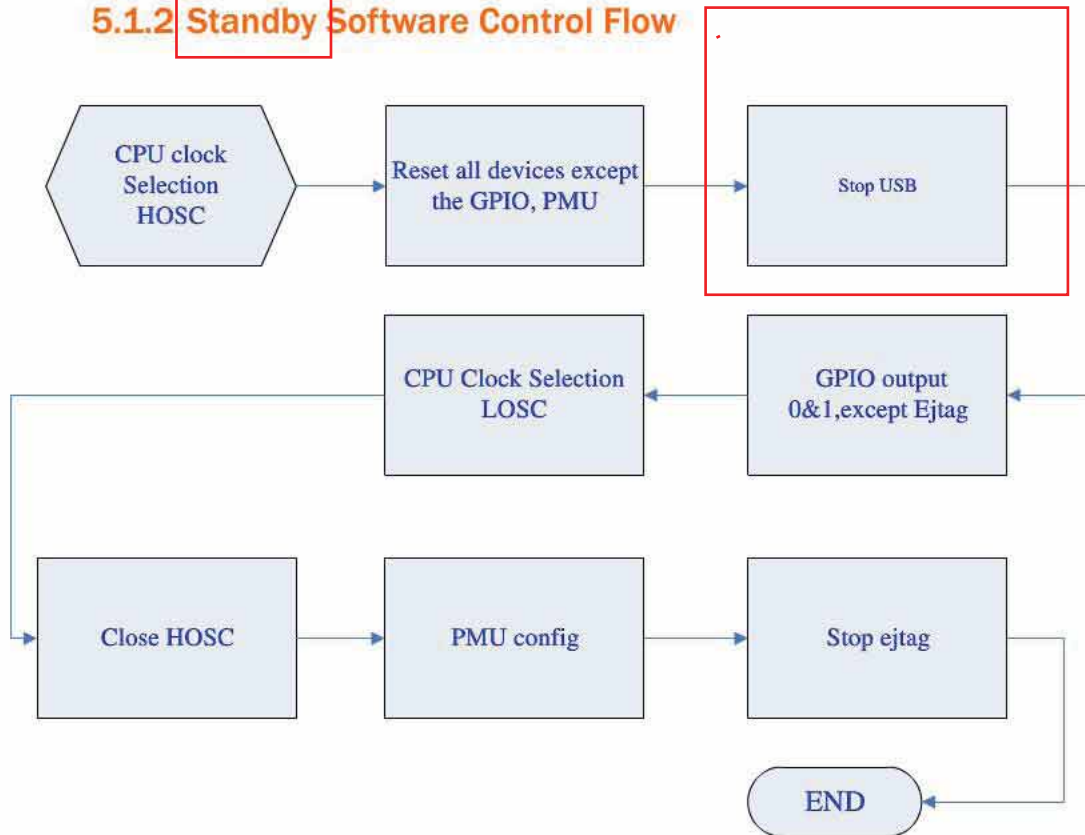 5.1.2 Standby Software Control Flow
CPU clock
Selection
HOSC
Reset all devices except
the GPIO, PMU
Stop USB
GPIO output
0&1,except Ejtag
CPU Clock Selection
LOSC
Close HOSC
PMU config
Stop ejtag
END